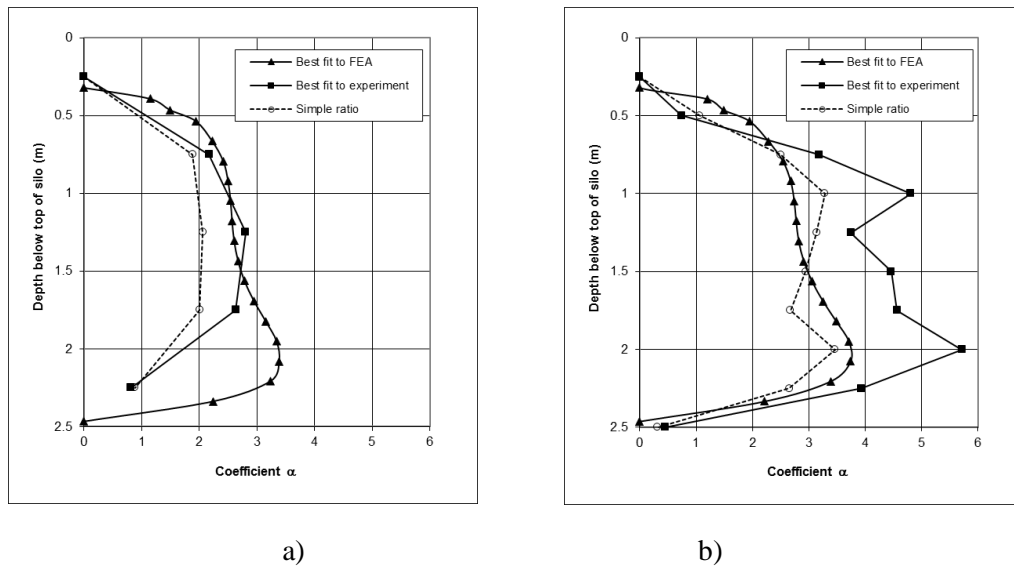 0
0.5
1
1.5
2
2.5
Depth below top of silo (m)
Best fit to FEA
Best fit to experiment
Simple ratio
0 1 2 3 4 5 6
Coefficient α
a)
0
0.5
1
1.5
2
2.5
Depth below top of silo (m)
Best fit to FEA
Best fit to experiment
Simple ratio
0 1 2 3 4 5 6
Coefficient α
b)